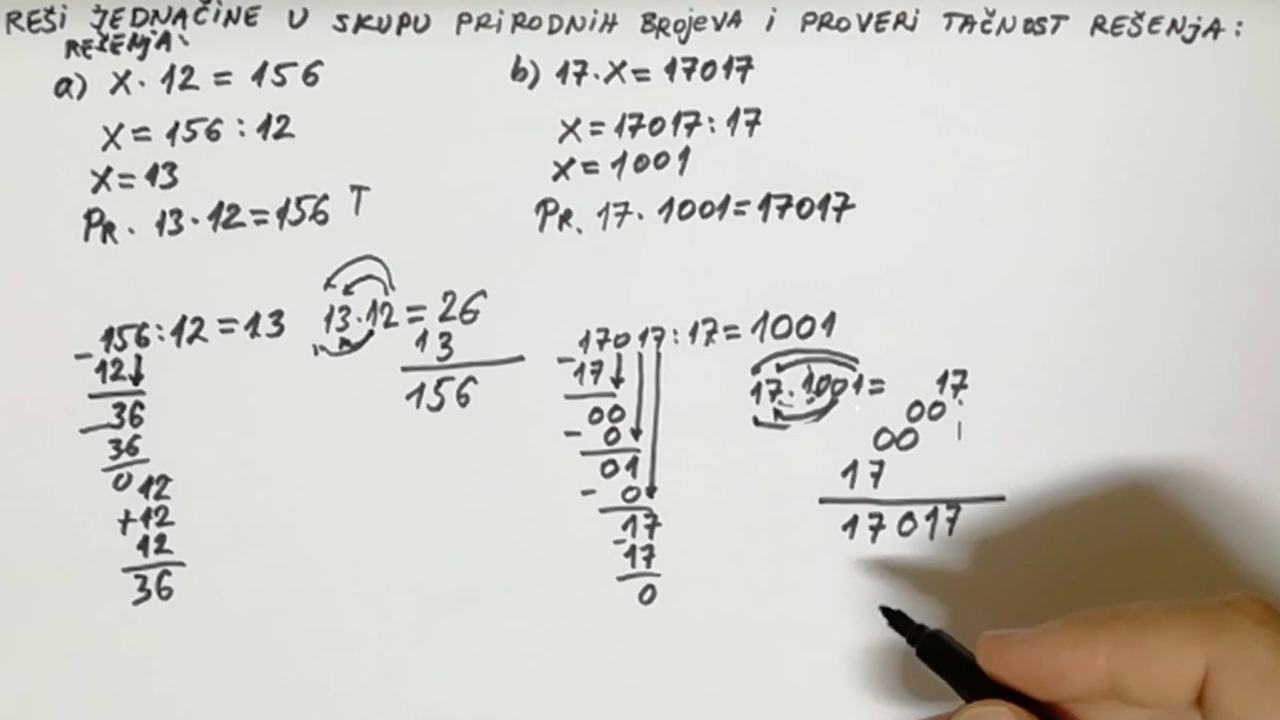 REŠI JEDNAČINE U SKUPU PRIRODNIH BROJEVA I PROVERI TAČNOST REŠENJA:
REŠENJA:
a) X · 12 = 156
X = 156 : 12
X = 13
PR. 13 · 12 = 156 T
b) 17 · X = 17017
X = 17017 : 17
X = 1001
PR. 17 · 1001 = 17017
156 : 12 = 13
- 12
36
- 36
0
12
+ 12
12
36
13 · 12 = 26
13
156
17017 : 17 = 1001
- 17
00
- 0
01
- 0
17
- 17
0
17 · 1001 = 17
00
00
17
17017